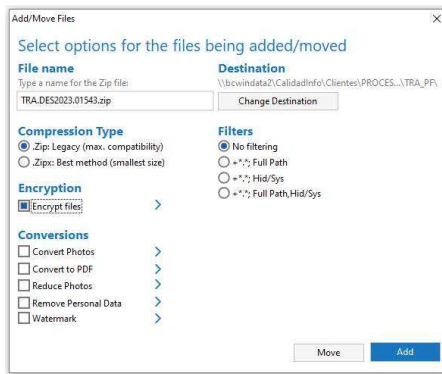 Add/Move Files
Select options for the files being added/moved
File name
Type a name for the Zip file:
TRA.DES2023.01543.zip
Destination
\\bcwindata2\CalidadInfo\Clientes\PROCES...\TRA_PF\
Change Destination
Compression Type
.Zip: Legacy (max. compatibility)
.Zipx: Best method (smallest size)
Filters
No filtering
+*.*; Full Path
+*.*; Hid/Sys
+*.*; Full Path,Hid/Sys
Encryption
Encrypt files
Conversions
Convert Photos
Convert to PDF
Reduce Photos
Remove Personal Data
Watermark
Move
Add